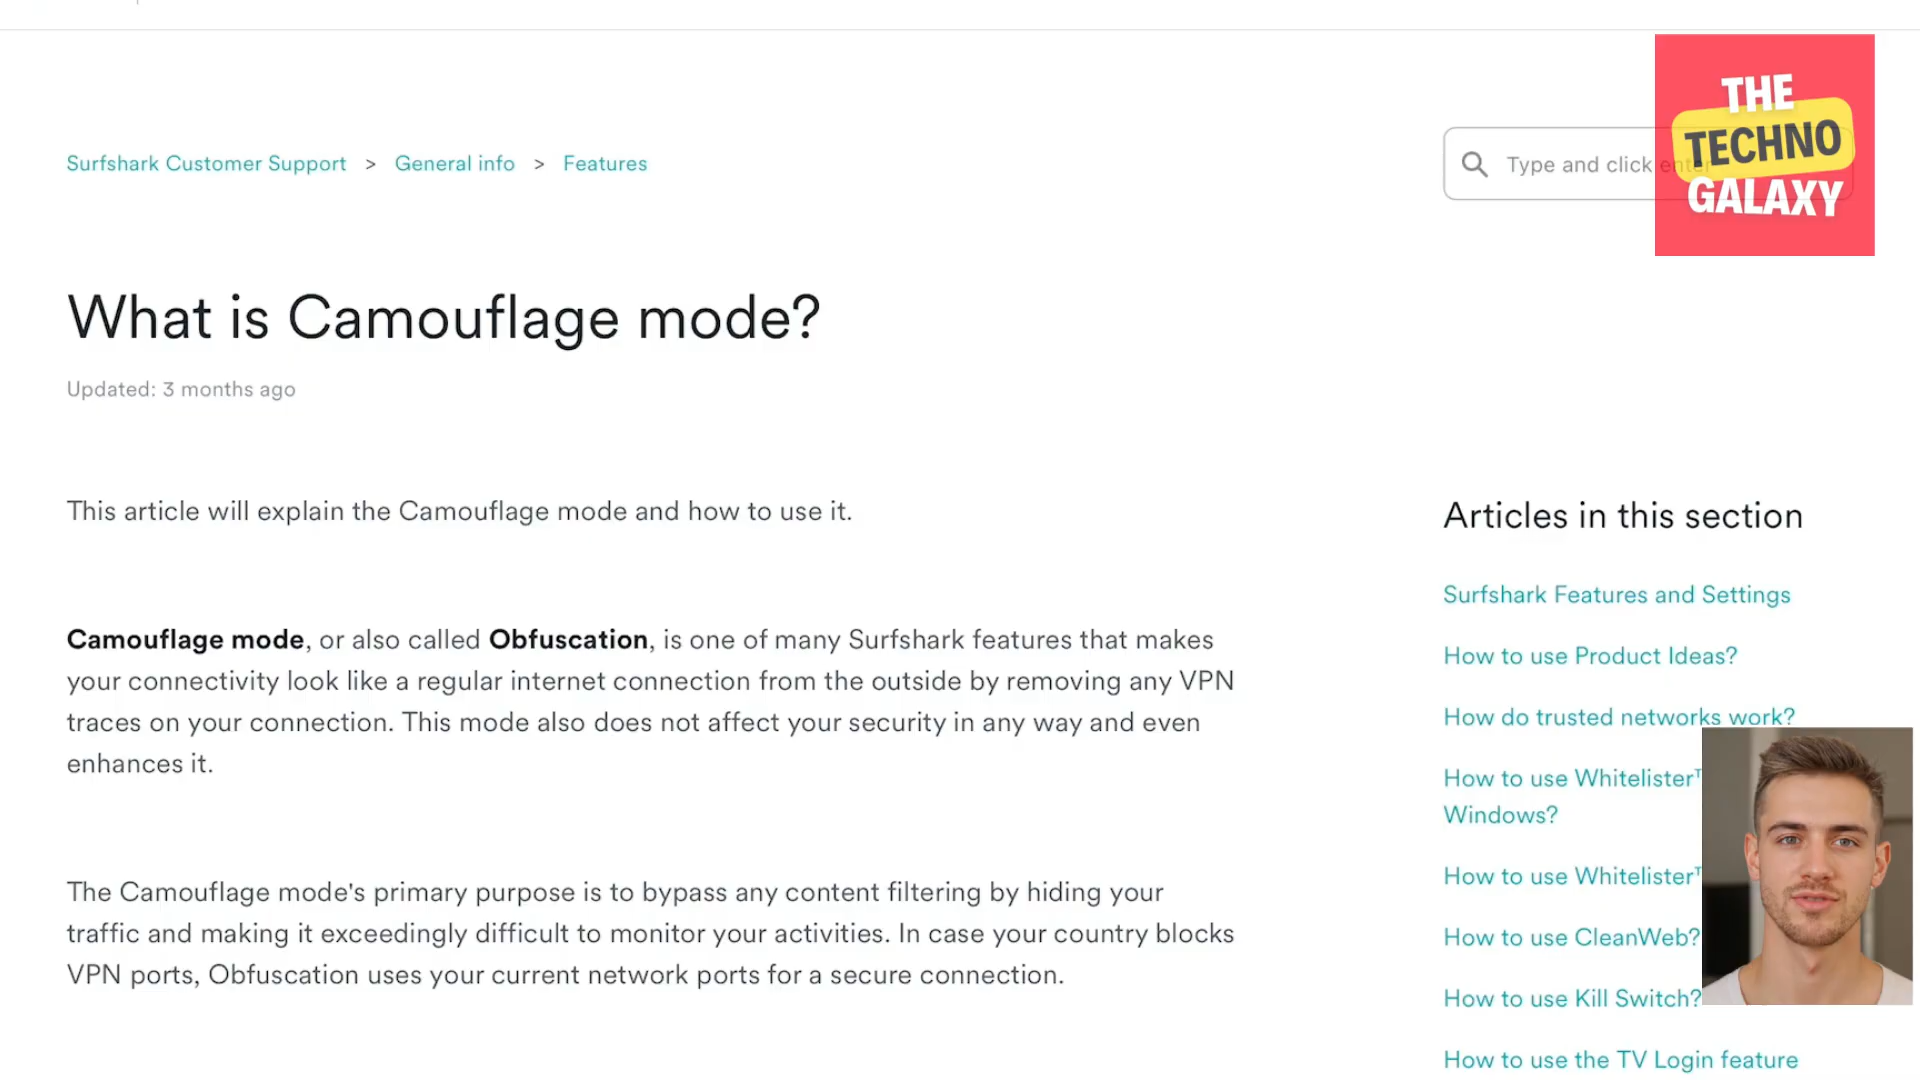 THE
TECHNO
GALAXY
Surfshark Customer Support > General info > Features
Type and click enter
What is Camouflage mode?
Updated: 3 months ago
This article will explain the Camouflage mode and how to use it.
Camouflage mode, or also called Obfuscation, is one of many Surfshark features that makes
your connectivity look like a regular internet connection from the outside by removing any VPN
traces on your connection. This mode also does not affect your security in any way and even
enhances it.
The Camouflage mode's primary purpose is to bypass any content filtering by hiding your
traffic and making it exceedingly difficult to monitor your activities. In case your country blocks
VPN ports, Obfuscation uses your current network ports for a secure connection.
Articles in this section
Surfshark Features and Settings
How to use Product Ideas?
How do trusted networks work?
How to use Whitelister™
Windows?
How to use Whitelister™
How to use CleanWeb?
How to use Kill Switch?
How to use the TV Login feature